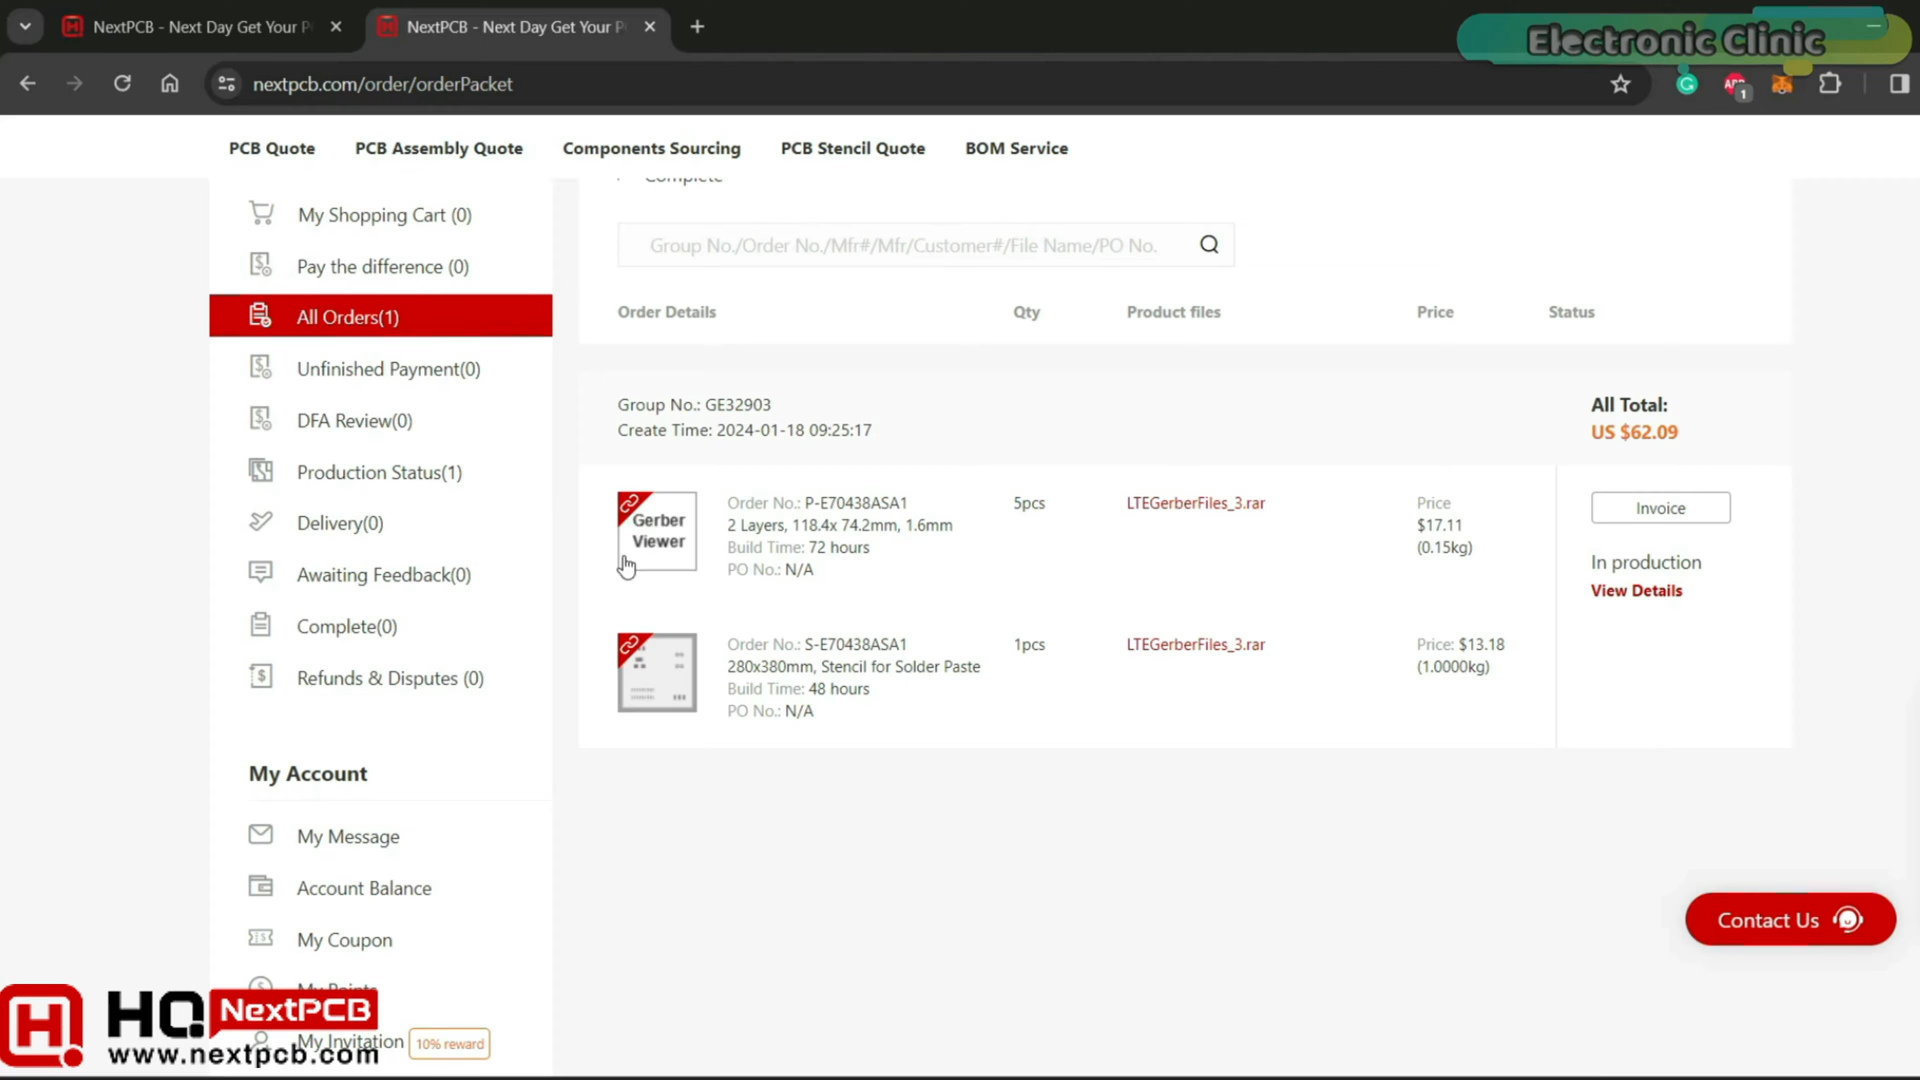 NextPCB - Next Day Get Your P
NextPCB - Next Day Get Your P
Electronic Clinic
nextpcb.com/order/orderPacket
1
PCB Quote PCB Assembly Quote Components Sourcing PCB Stencil Quote BOM Service
Complete
My Shopping Cart (0)
Pay the difference (0)
All Orders(1)
Unfinished Payment(0)
DFA Review(0)
Production Status(1)
Delivery(0)
Awaiting Feedback(0)
Complete(0)
Refunds & Disputes (0)
My Account
My Message
Account Balance
My Coupon
My Points
My Invitation 10% reward
HQ NextPCB
www.nextpcb.com
Group No./Order No./Mfr#/Mfr/Customer#/File Name/PO No.
Order Details Qty Product files Price Status
Group No.: GE32903
Create Time: 2024-01-18 09:25:17
All Total:
US $62.09
Gerber
Viewer
Order No.: P-E70438ASA1
2 Layers, 118.4x 74.2mm, 1.6mm
Build Time: 72 hours
PO No.: N/A
5pcs
LTEGerberFiles_3.rar
Price
$17.11
(0.15kg)
Invoice
In production
View Details
Order No.: S-E70438ASA1
280x380mm, Stencil for Solder Paste
Build Time: 48 hours
PO No.: N/A
1pcs
LTEGerberFiles_3.rar
Price: $13.18
(1.0000kg)
Contact Us